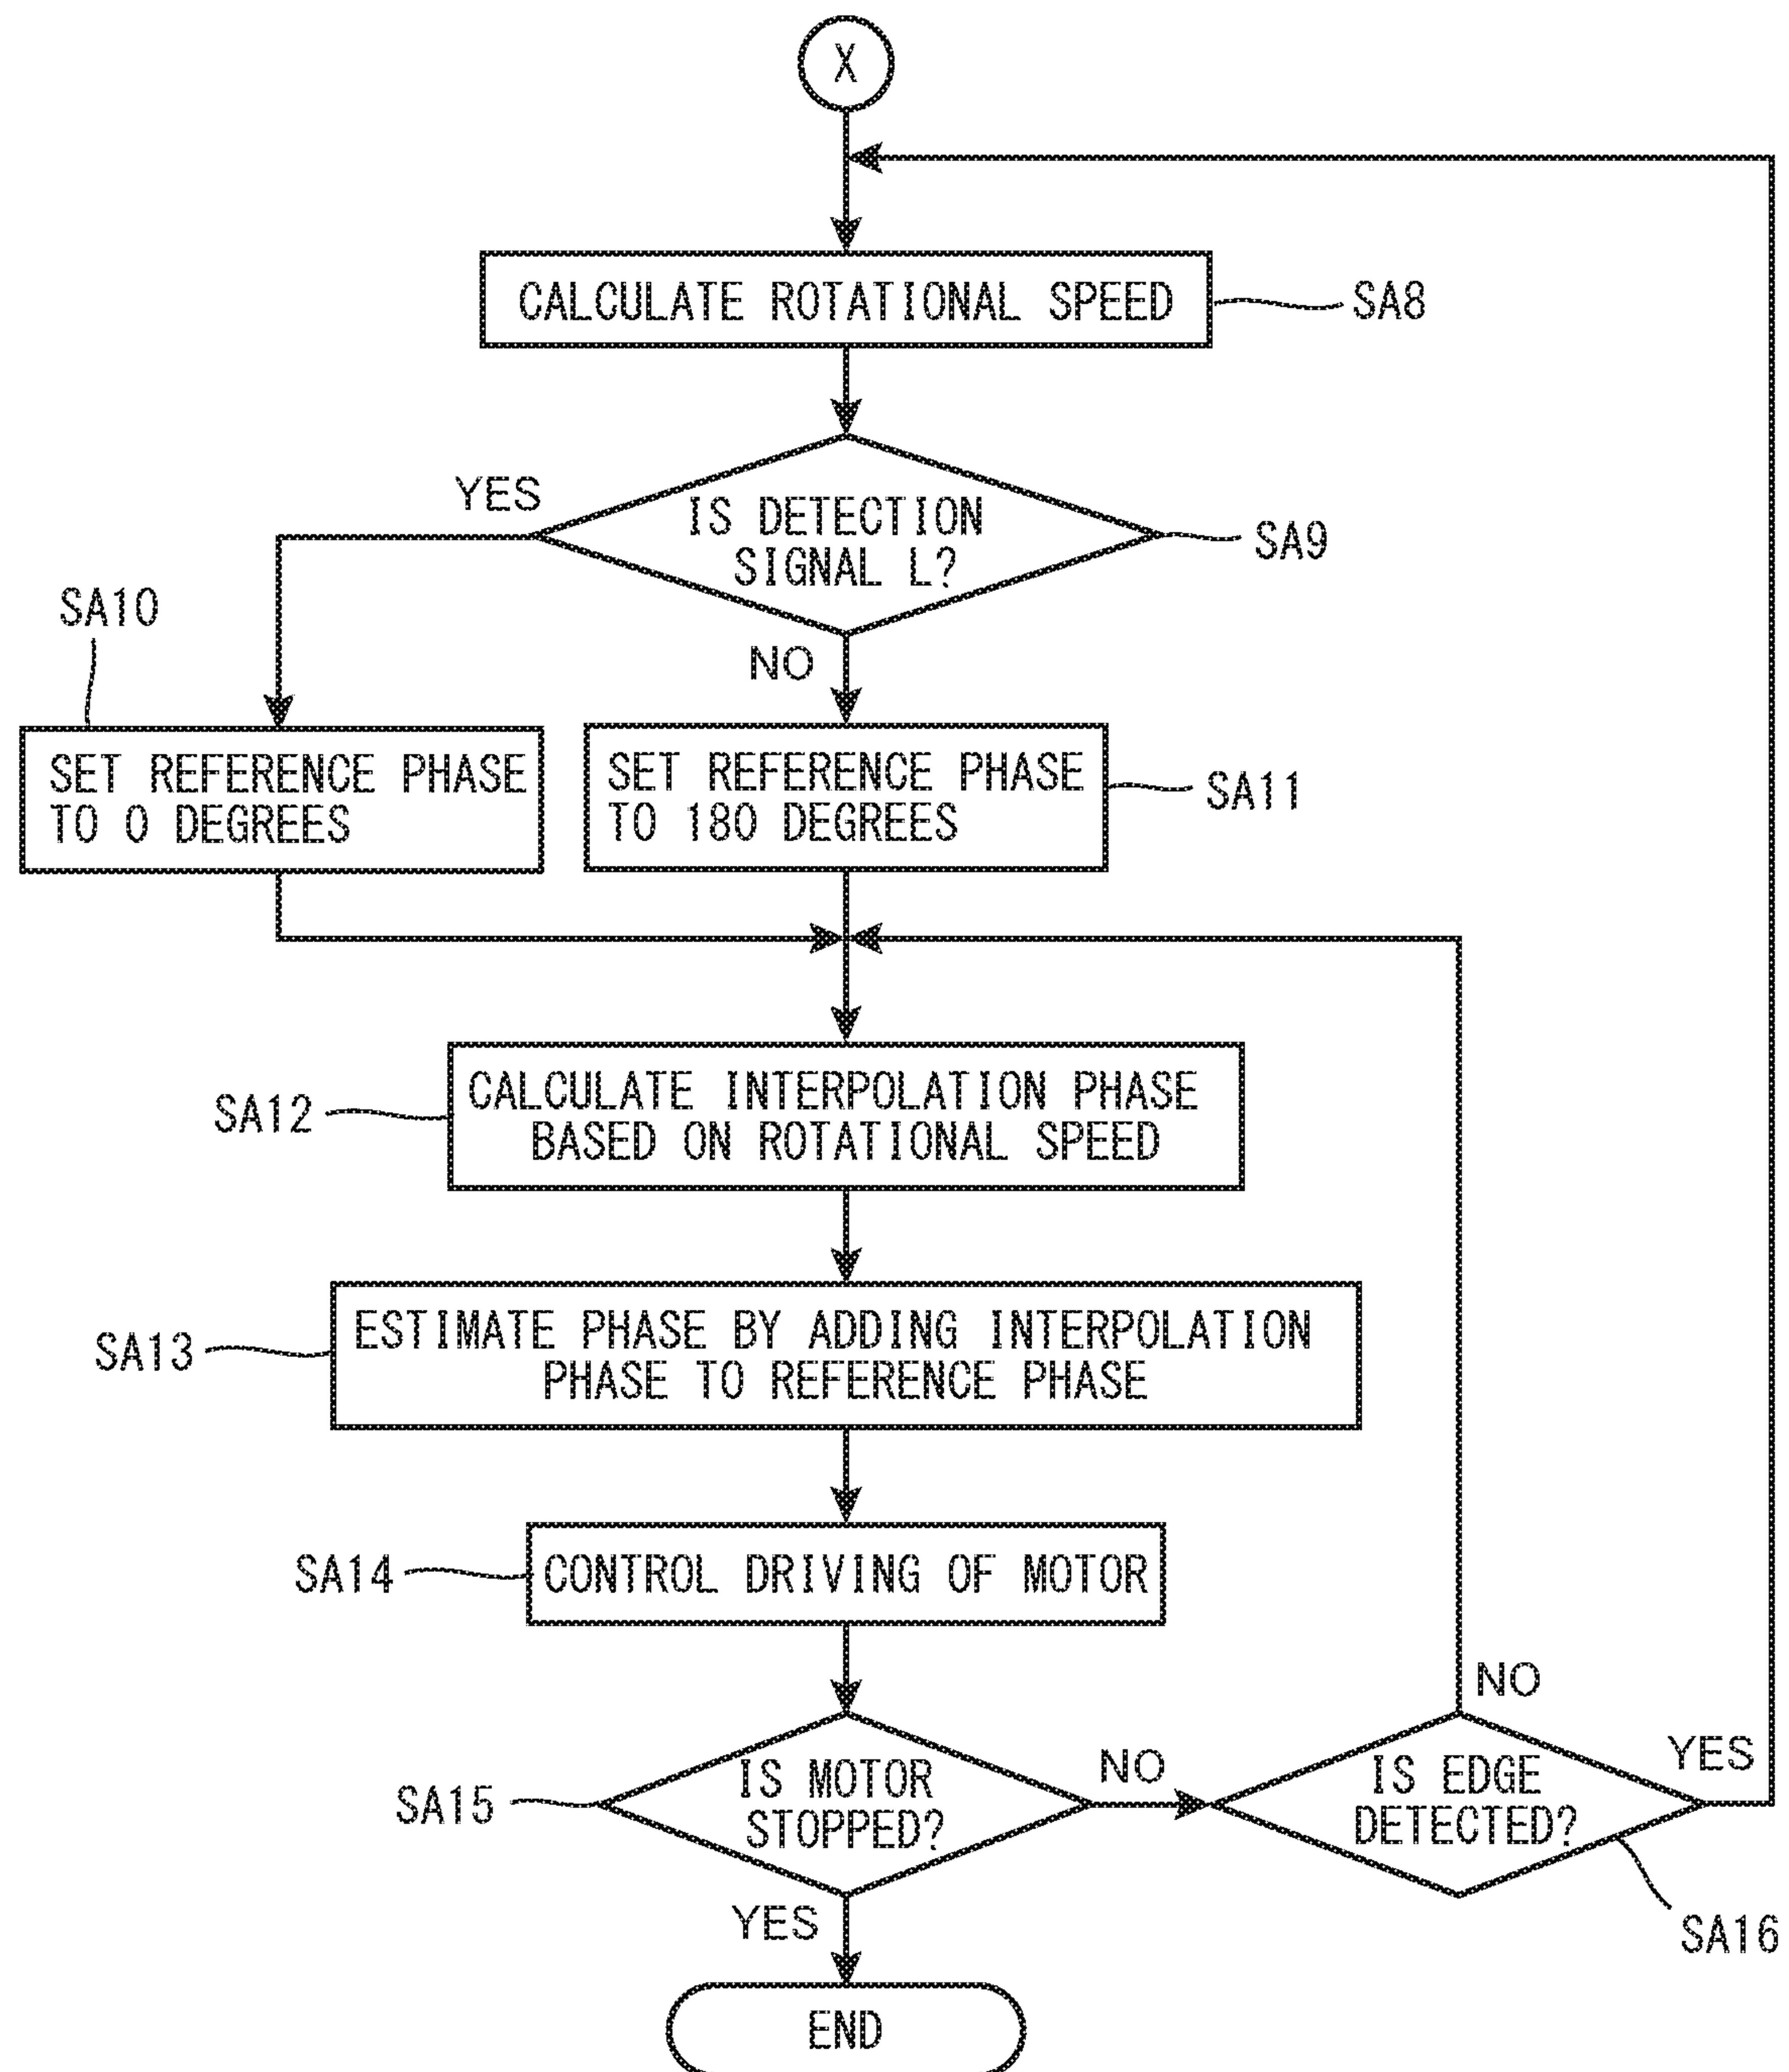 X
CALCULATE ROTATIONAL SPEED
SA8
YES
IS DETECTION
SIGNAL L?
SA9
SA10
NO
SET REFERENCE PHASE
TO 0 DEGREES
SET REFERENCE PHASE
TO 180 DEGREES
SA11
SA12
CALCULATE INTERPOLATION PHASE
BASED ON ROTATIONAL SPEED
SA13
ESTIMATE PHASE BY ADDING INTERPOLATION
PHASE TO REFERENCE PHASE
SA14
CONTROL DRIVING OF MOTOR
SA15
IS MOTOR
STOPPED?
NO
NO
IS EDGE
DETECTED?
YES
SA16
YES
END